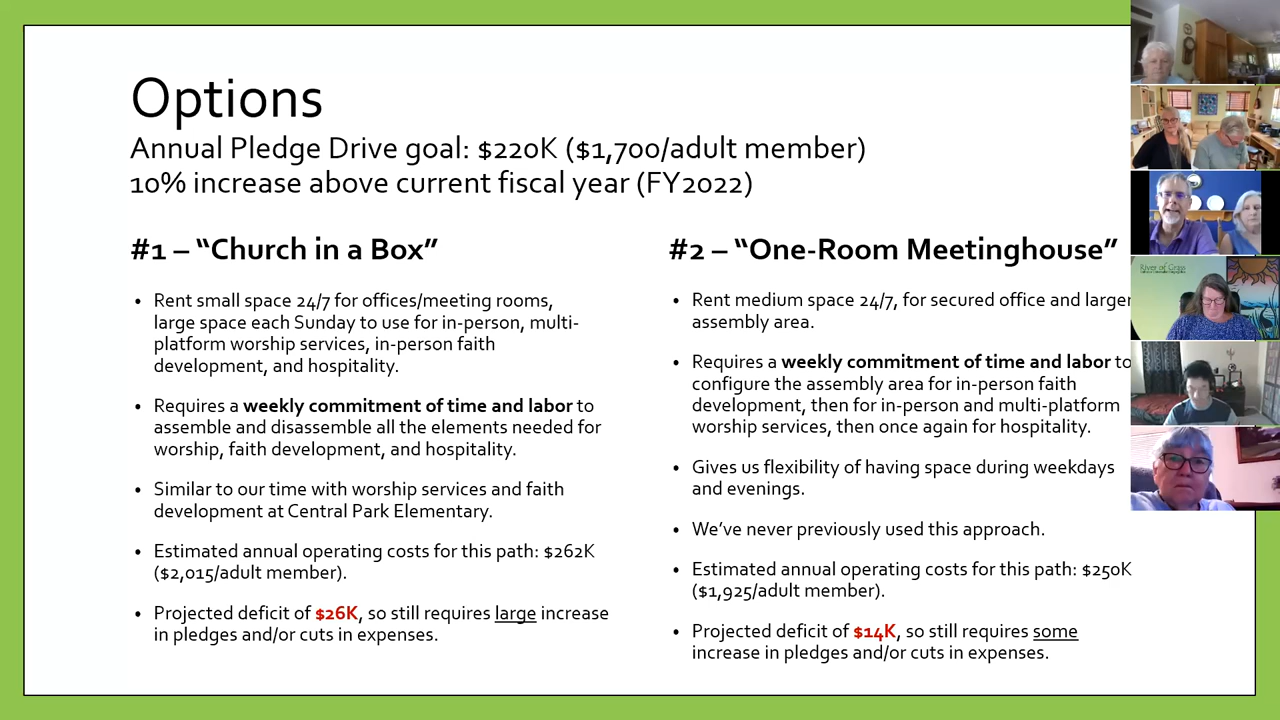 Options
Annual Pledge Drive goal: $220K ($1,700/adult member)
10% increase above current fiscal year (FY2022)
#1 – “Church in a Box”
• Rent small space 24/7 for offices/meeting rooms,
large space each Sunday to use for in-person, multi-
platform worship services, in-person faith
development, and hospitality.
• Requires a weekly commitment of time and labor to
assemble and disassemble all the elements needed for
worship, faith development, and hospitality.
• Similar to our time with worship services and faith
development at Central Park Elementary.
• Estimated annual operating costs for this path: $262K
($2,015/adult member).
• Projected deficit of $26K, so still requires large increase
in pledges and/or cuts in expenses.
#2 – “One-Room Meetinghouse”
• Rent medium space 24/7, for secured office and larger
assembly area.
• Requires a weekly commitment of time and labor to
configure the assembly area for in-person faith
development, then for in-person and multi-platform
worship services, then once again for hospitality.
• Gives us flexibility of having space during weekdays
and evenings.
• We’ve never previously used this approach.
• Estimated annual operating costs for this path: $250K
($1,925/adult member).
• Projected deficit of $14K, so still requires some
increase in pledges and/or cuts in expenses.
River of Grass